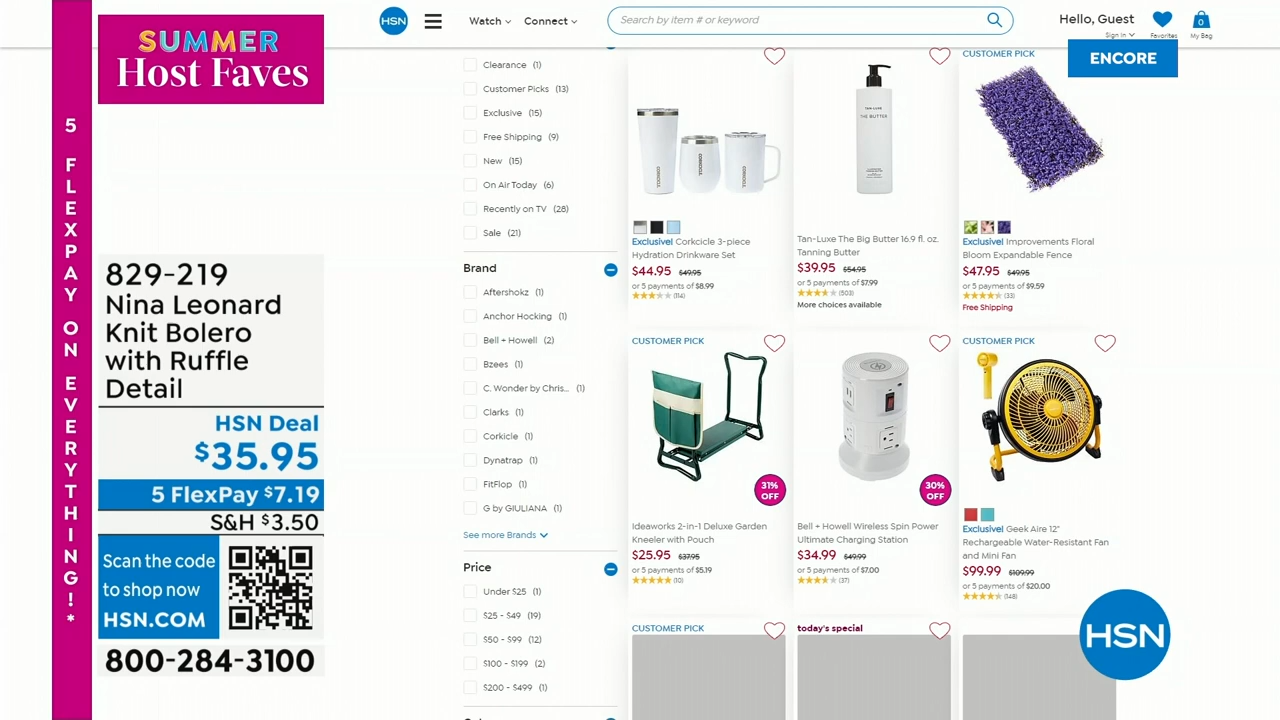 SUMMER
Host Faves
5 FLEXPAY ON EVERYTHING!*
829-219
Nina Leonard
Knit Bolero
with Ruffle
Detail
HSN Deal
$35.95
5 FlexPay $7.19
S&H $3.50
Scan the code
to shop now
HSN.COM
800-284-3100
HSN
Watch
Connect
Search by item # or keyword
Hello, Guest
Sign In
Favorites
0
My Bag
ENCORE
Clearance (1)
Customer Picks (13)
Exclusive (15)
Free Shipping (9)
New (15)
On Air Today (6)
Recently on TV (28)
Sale (21)
Brand
Aftershokz (1)
Anchor Hocking (1)
Bell + Howell (2)
Bzees (1)
C. Wonder by Chris... (1)
Clarks (1)
Corkicle (1)
Dynatrap (1)
FitFlop (1)
G by GIULIANA (1)
See more Brands
Price
Under $25 (1)
$25 - $49 (19)
$50 - $99 (12)
$100 - $199 (2)
$200 - $499 (1)
CORKCICLE
CORKCICLE
CORKCICLE
Exclusive! Corkcicle 3-piece
Hydration Drinkware Set
$44.95 $49.95
or 5 payments of $8.99
(114)
TAN-LUXE
THE BUTTER
Tan-Luxe The Big Butter 16.9 fl. oz.
Tanning Butter
$39.95 $54.95
or 5 payments of $7.99
(503)
More choices available
CUSTOMER PICK
Exclusive! Improvements Floral
Bloom Expandable Fence
$47.95 $49.95
or 5 payments of $9.59
(33)
Free Shipping
CUSTOMER PICK
31%
OFF
Ideaworks 2-in-1 Deluxe Garden
Kneeler with Pouch
$25.95 $37.95
or 5 payments of $5.19
(10)
30%
OFF
Bell + Howell Wireless Spin Power
Ultimate Charging Station
$34.99 $49.99
or 5 payments of $7.00
(37)
CUSTOMER PICK
Exclusive! Geek Aire 12"
Rechargeable Water-Resistant Fan
and Mini Fan
$99.99 $109.99
or 5 payments of $20.00
(148)
CUSTOMER PICK
today's special
HSN